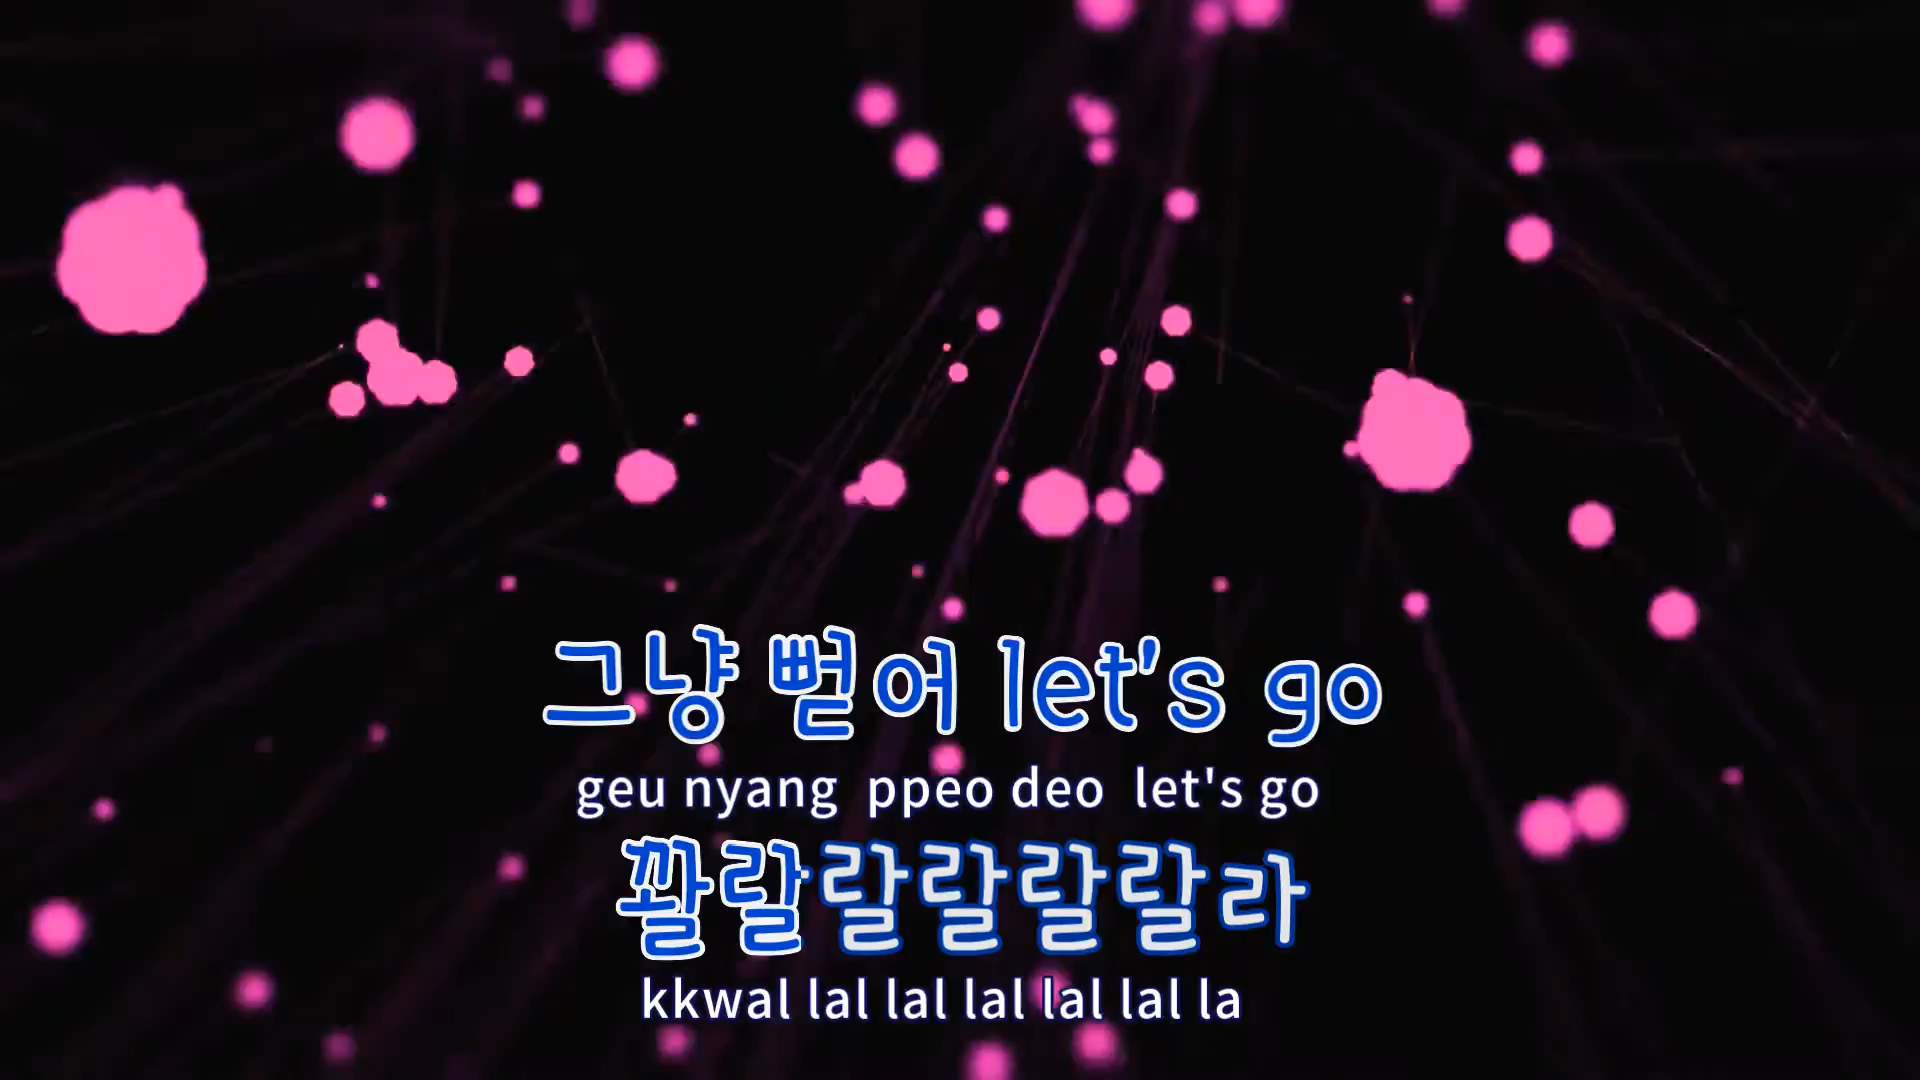 그냥 뻗어 let's go
geu nyang ppeo deo let's go
꽐랄랄랄랄랄라
kkwal lal lal lal lal lal la